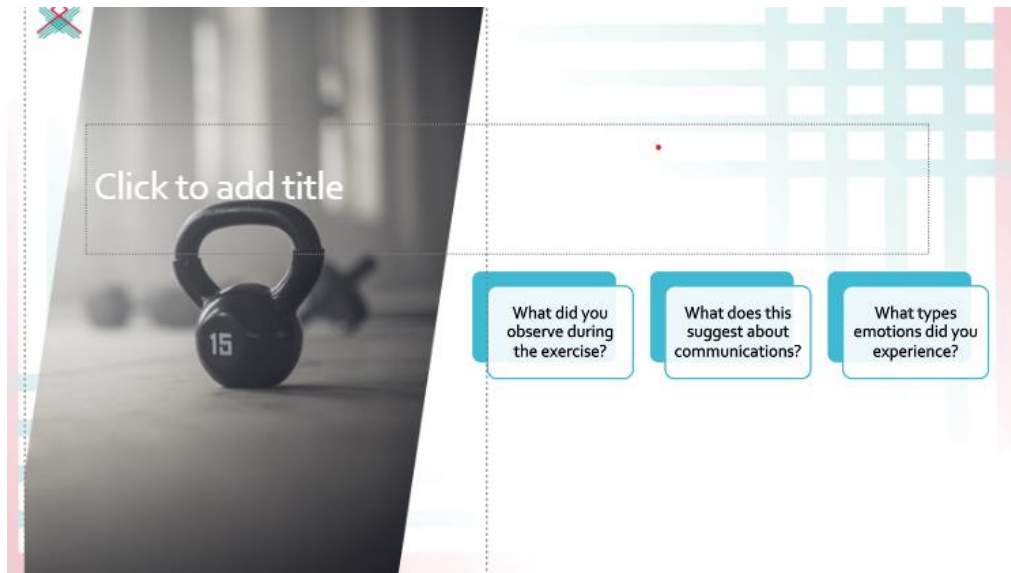 Click to add title
15
What did you
observe during
the exercise?
What does this
suggest about
communications?
What types
emotions did you
experience?